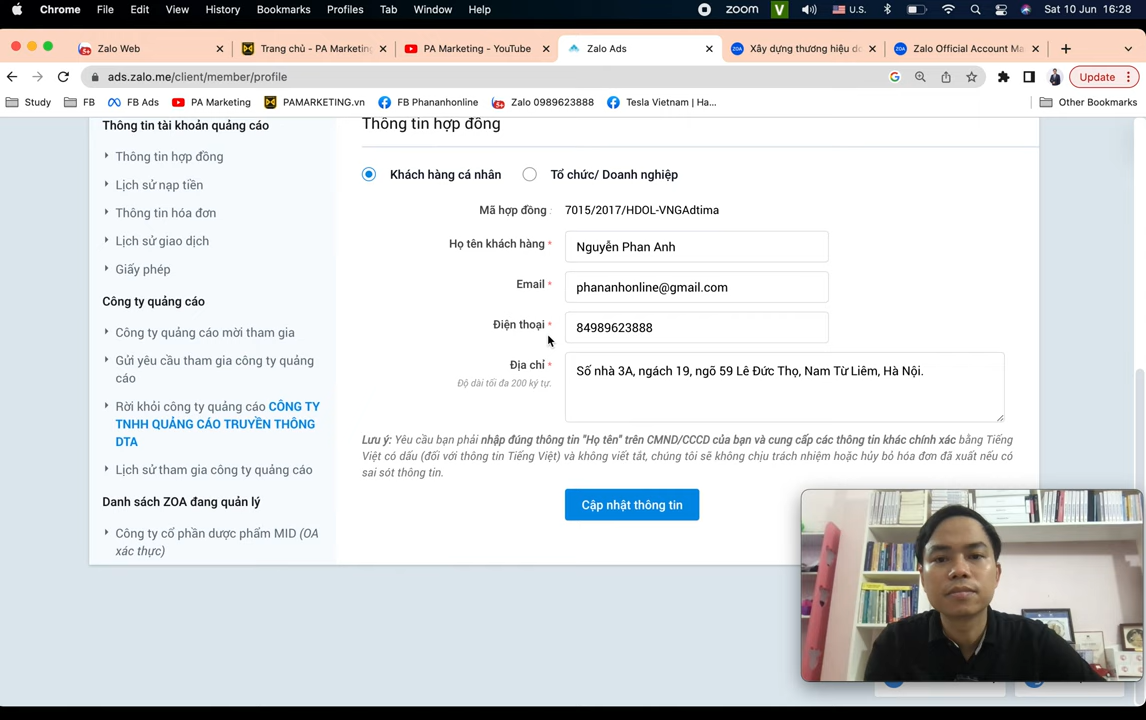 Chrome File Edit View History Bookmarks Profiles Tab Window Help zoom V U.S. Sat 10 Jun 16:28
Zalo Web Trang chủ - PA Marketing PA Marketing - YouTube Zalo Ads Xây dựng thương hiệu d Zalo Official Account Ma
ads.zalo.me/client/member/profile Update
Study FB FB Ads PA Marketing PAMARKETING.vn FB Phananhonline Zalo 0989623888 Tesla Vietnam | Ha... Other Bookmarks
Thông tin tài khoản quảng cáo
Thông tin hợp đồng
Lịch sử nạp tiền
Thông tin hóa đơn
Lịch sử giao dịch
Giấy phép
Công ty quảng cáo
Công ty quảng cáo mời tham gia
Gửi yêu cầu tham gia công ty quảng
cáo
Rời khỏi công ty quảng cáo CÔNG TY
TNHH QUẢNG CÁO TRUYỀN THÔNG
DTA
Lịch sử tham gia công ty quảng cáo
Danh sách ZOA đang quản lý
Công ty cổ phần dược phẩm MID (OA
xác thực)
Thông tin hợp đồng
Khách hàng cá nhân Tổ chức/ Doanh nghiệp
Mã hợp đồng : 7015/2017/HDOL-VNGAdtima
Họ tên khách hàng * Nguyễn Phan Anh
Email * phananhonline@gmail.com
Điện thoại * 84989623888
Địa chỉ * Số nhà 3A, ngách 19, ngõ 59 Lê Đức Thọ, Nam Từ Liêm, Hà Nội.
Độ dài tối đa 200 ký tự.
Lưu ý: Yêu cầu bạn phải nhập đúng thông tin "Họ tên" trên CMND/CCCD của bạn và cung cấp các thông tin khác chính xác bằng Tiếng
Việt có dấu (đối với thông tin Tiếng Việt) và không viết tắt, chúng tôi sẽ không chịu trách nhiệm hoặc hủy bỏ hóa đơn đã xuất nếu có
sai sót thông tin.
Cập nhật thông tin